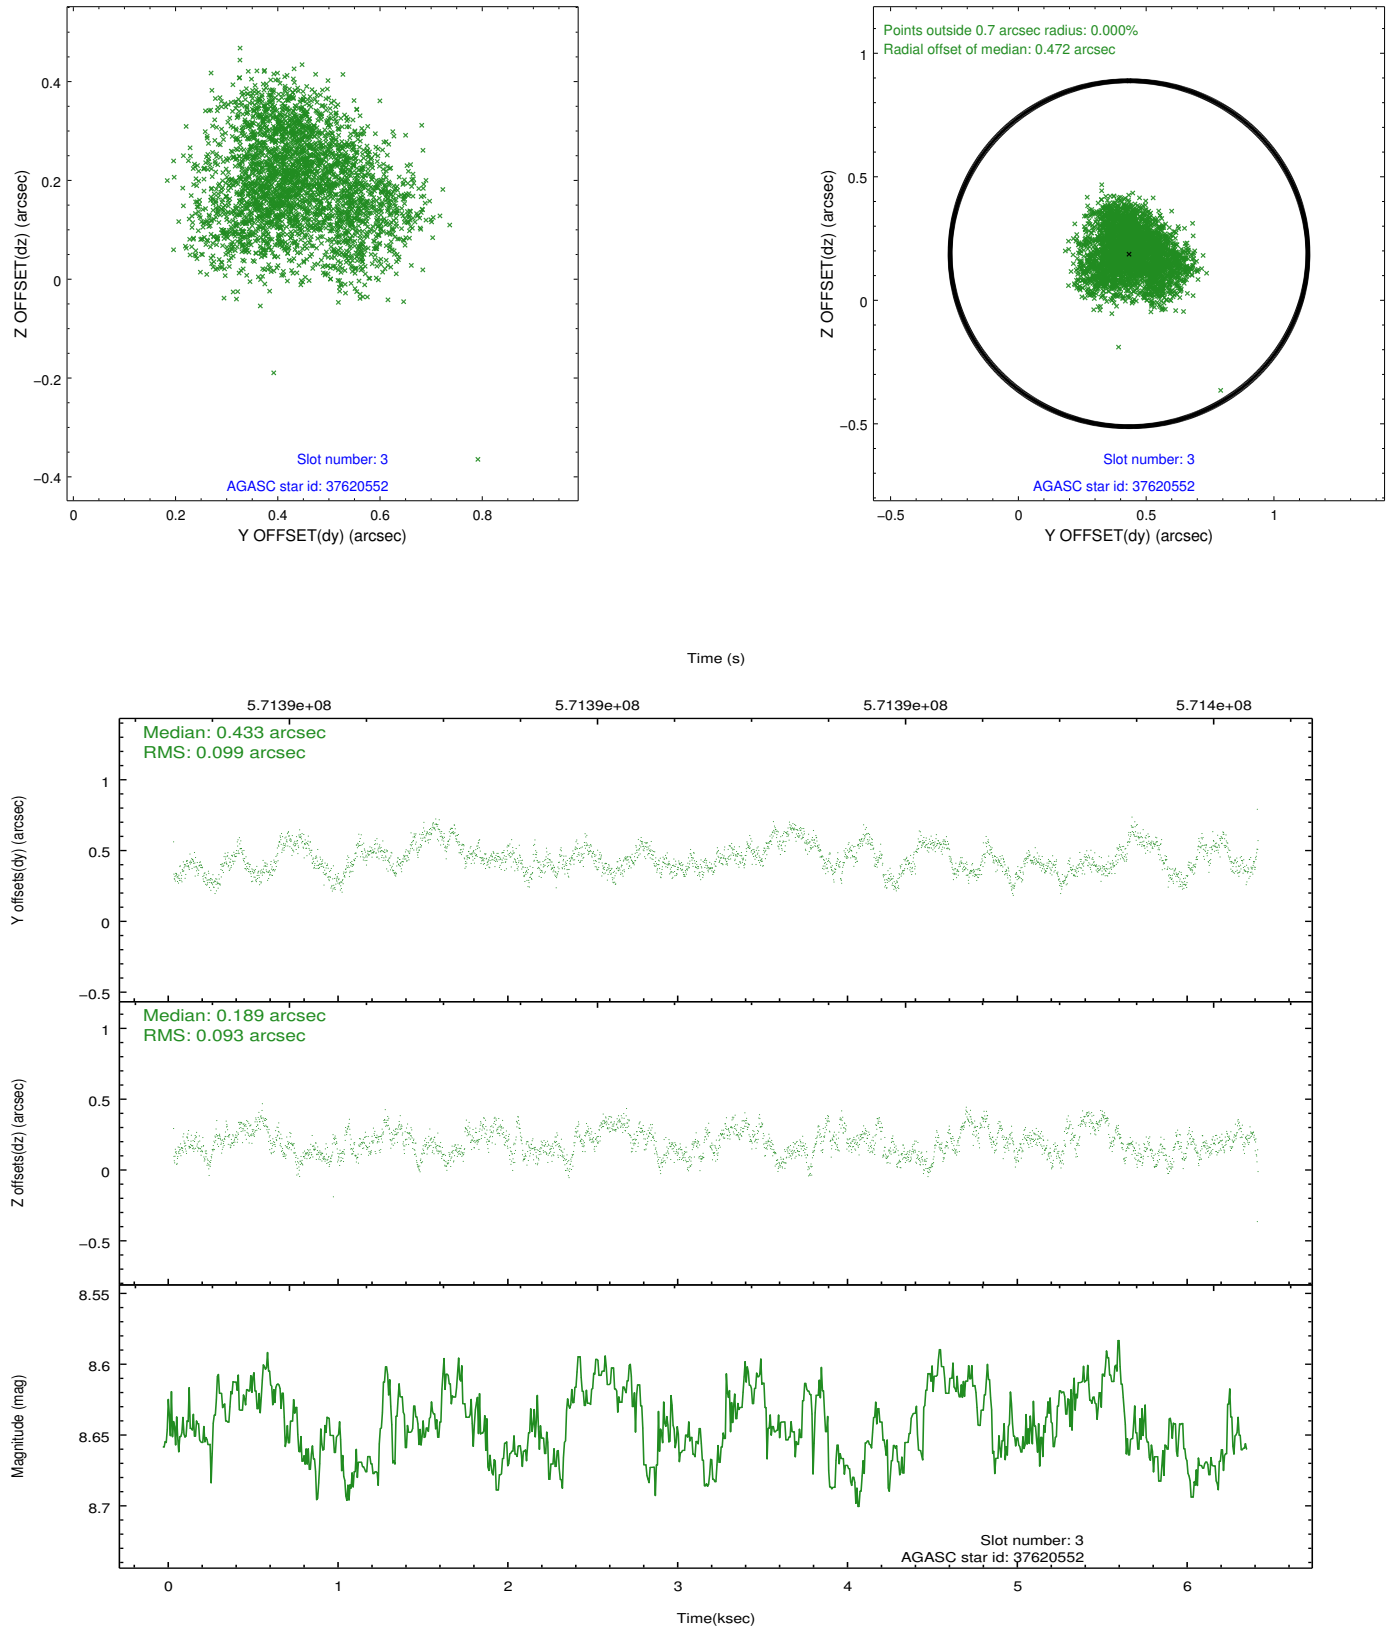 0.4
0.2
0
−0.2
−0.4
Z OFFSET(dz) (arcsec)
Slot number: 3
AGASC star id: 37620552
0 0.2 0.4 0.6 0.8
Y OFFSET(dy) (arcsec)
Points outside 0.7 arcsec radius: 0.000%
Radial offset of median: 0.472 arcsec
1
0.5
0
−0.5
Z OFFSET(dz) (arcsec)
Slot number: 3
AGASC star id: 37620552
−0.5 0 0.5 1
Y OFFSET(dy) (arcsec)
Time (s)
5.7139e+08 5.7139e+08 5.7139e+08 5.714e+08
Median: 0.433 arcsec
RMS: 0.099 arcsec
1
0.5
0
−0.5
Y offsets(dy) (arcsec)
Median: 0.189 arcsec
RMS: 0.093 arcsec
1
0.5
0
−0.5
Z offsets(dz) (arcsec)
8.55
8.6
8.65
8.7
Magnitude (mag)
Slot number: 3
AGASC star id: 37620552
0 1 2 3 4 5 6
Time(ksec)